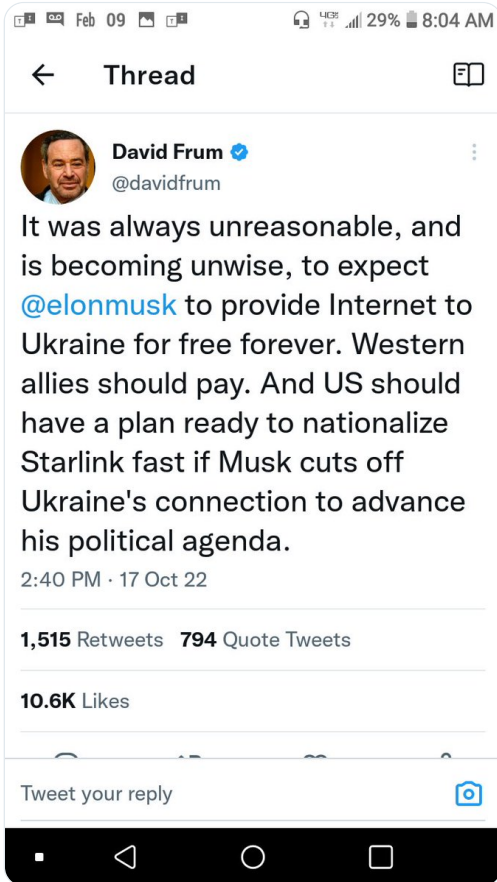 Feb 09 29% 8:04 AM
Thread
David Frum
@davidfrum
It was always unreasonable, and
is becoming unwise, to expect
@elonmusk to provide Internet to
Ukraine for free forever. Western
allies should pay. And US should
have a plan ready to nationalize
Starlink fast if Musk cuts off
Ukraine's connection to advance
his political agenda.
2:40 PM · 17 Oct 22
1,515 Retweets 794 Quote Tweets
10.6K Likes
Tweet your reply